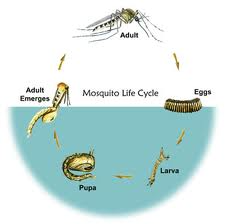 Adult
Adult
Emerges
Mosquito Life Cycle
Eggs
Larva
Pupa